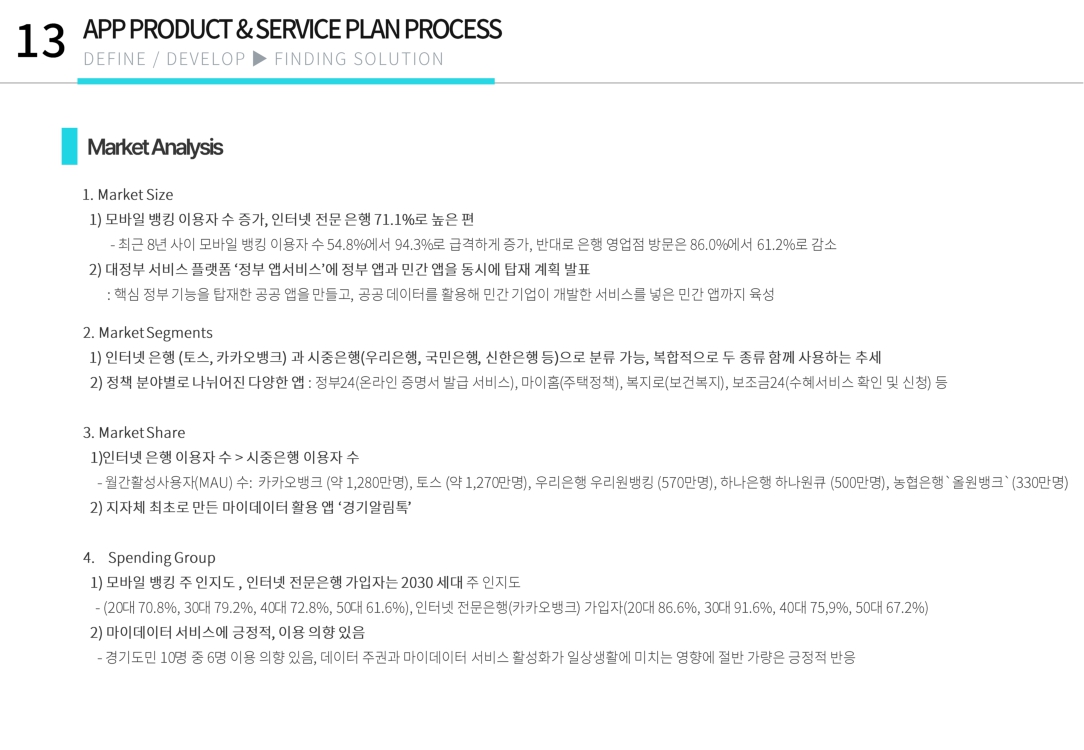 13
APP PRODUCT & SERVICE PLAN PROCESS
DEFINE / DEVELOP ▶ FINDING SOLUTION
Market Analysis
1. Market Size
1) 모바일 뱅킹 이용자 수 증가, 인터넷 전문 은행 71.1%로 높은 편
- 최근 8년 사이 모바일 뱅킹 이용자 수 54.8%에서 94.3%로 급격하게 증가, 반대로 은행 영업점 방문은 86.0%에서 61.2%로 감소
2) 대정부 서비스 플랫폼 ‘정부 앱서비스’에 정부 앱과 민간 앱을 동시에 탑재 계획 발표
: 핵심 정부 기능을 탑재한 공공 앱을 만들고, 공공 데이터를 활용해 민간 기업이 개발한 서비스를 넣은 민간 앱까지 육성
2. Market Segments
1) 인터넷 은행 (토스, 카카오뱅크) 과 시중은행(우리은행, 국민은행, 신한은행 등)으로 분류 가능, 복합적으로 두 종류 함께 사용하는 추세
2) 정책 분야별로 나뉘어진 다양한 앱 : 정부24(온라인 증명서 발급 서비스), 마이홈(주택정책), 복지로(보건복지), 보조금24(수혜서비스 확인 및 신청) 등
3. Market Share
1)인터넷 은행 이용자 수 > 시중은행 이용자 수
- 월간활성사용자(MAU) 수: 카카오뱅크 (약 1,280만명), 토스 (약 1,270만명), 우리은행 우리원뱅킹 (570만명), 하나은행 하나원큐 (500만명), 농협은행`올원뱅크`(330만명)
2) 지자체 최초로 만든 마이데이터 활용 앱 ‘경기알림톡’
4. Spending Group
1) 모바일 뱅킹 주 인지도 , 인터넷 전문은행 가입자는 2030 세대 주 인지도
- (20대 70.8%, 30대 79.2%, 40대 72.8%, 50대 61.6%), 인터넷 전문은행(카카오뱅크) 가입자(20대 86.6%, 30대 91.6%, 40대 75,9%, 50대 67.2%)
2) 마이데이터 서비스에 긍정적, 이용 의향 있음
- 경기도민 10명 중 6명 이용 의향 있음, 데이터 주권과 마이데이터 서비스 활성화가 일상생활에 미치는 영향에 절반 가량은 긍정적 반응